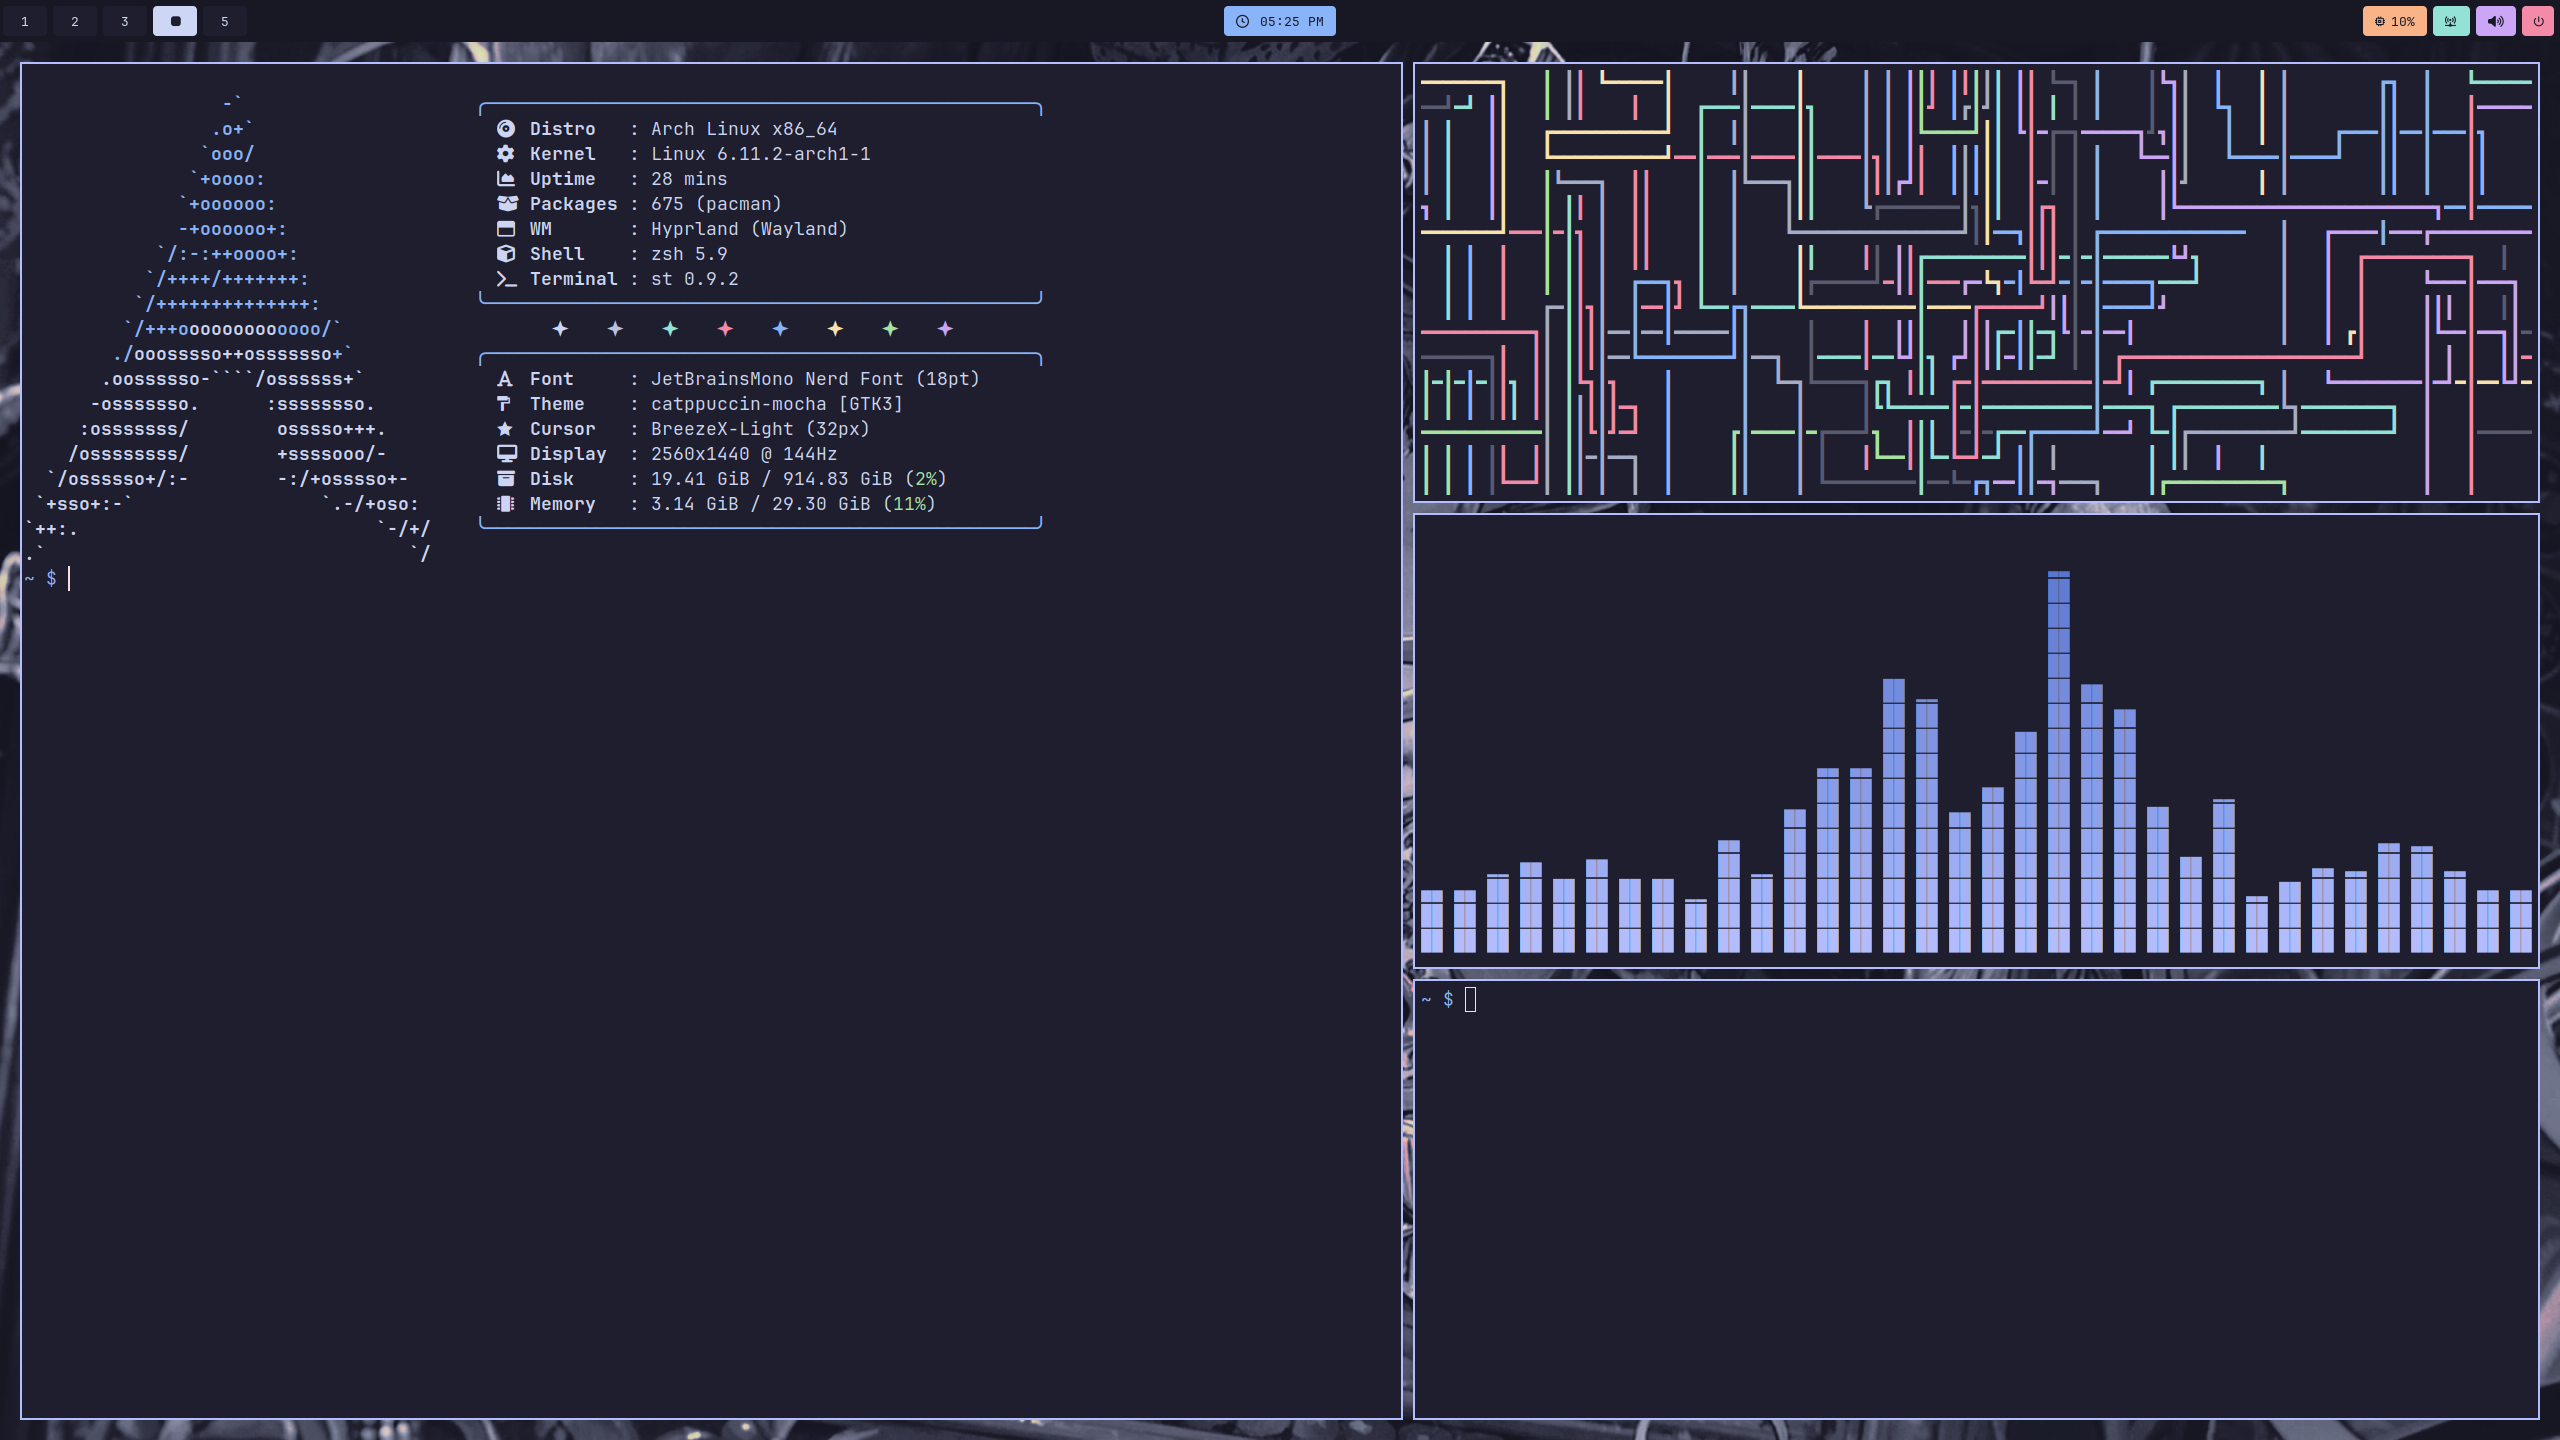 1 2 3 5 05:25 PM 10%
-`
.o+`
`ooo/
`+oooo:
`+oooooo:
-+oooooo+:
`/:-:++oooo+:
`/++++/+++++++:
`/++++++++++++++:
`/+++ooooooooooooo/`
./ooosssso++osssssso+`
.oossssso-````/ossssss+`
-osssssso. :ssssssso.
:osssssss/ osssso+++.
/ossssssss/ +ssssooo/-
`/ossssso+/:- -:/+osssso+-
`+sso+:-` `.-/+oso:
`++:. `-/+/
.` `/
Distro : Arch Linux x86_64
Kernel : Linux 6.11.2-arch1-1
Uptime : 28 mins
Packages : 675 (pacman)
WM : Hyprland (Wayland)
Shell : zsh 5.9
Terminal : st 0.9.2
Font : JetBrainsMono Nerd Font (18pt)
Theme : catppuccin-mocha [GTK3]
Cursor : BreezeX-Light (32px)
Display : 2560x1440 @ 144Hz
Disk : 19.41 GiB / 914.83 GiB (2%)
Memory : 3.14 GiB / 29.30 GiB (11%)
~ $
~ $